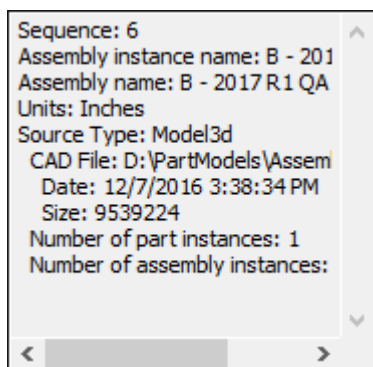 Sequence: 6
Assembly instance name: B - 201
Assembly name: B - 2017 R1 QA
Units: Inches
Source Type: Model3d
CAD File: D:\PartModels\Assem
Date: 12/7/2016 3:38:34 PM
Size: 9539224
Number of part instances: 1
Number of assembly instances: